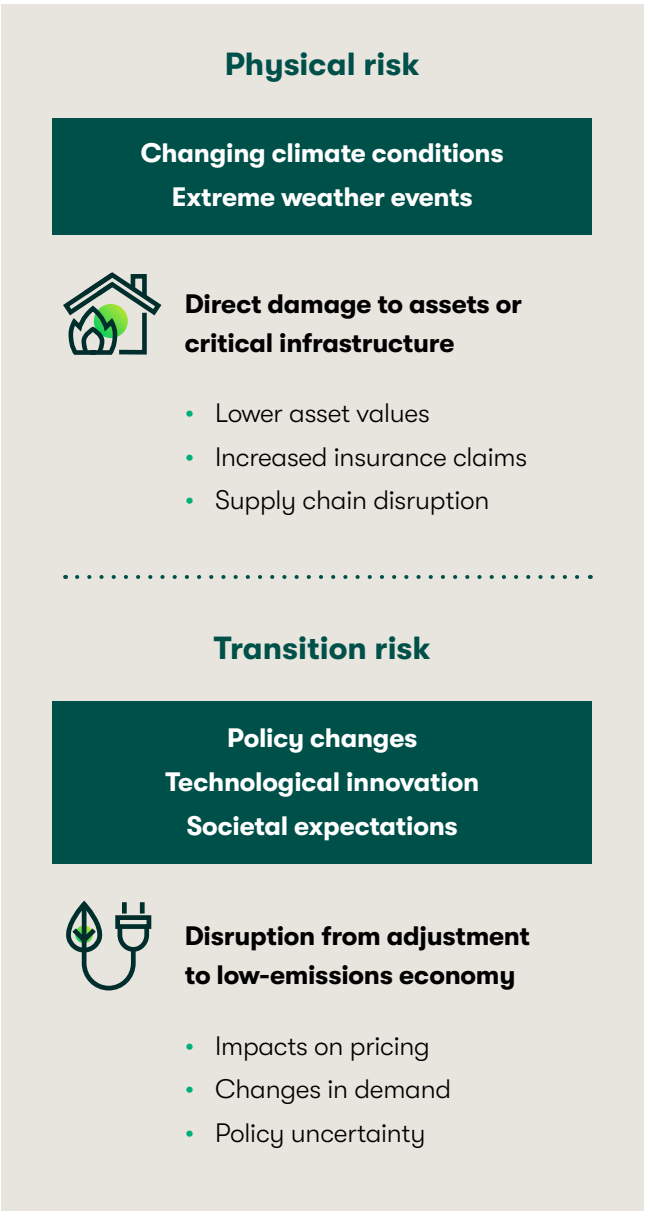 Physical risk
Changing climate conditions
Extreme weather events
Direct damage to assets or
critical infrastructure
• Lower asset values
• Increased insurance claims
• Supply chain disruption
Transition risk
Policy changes
Technological innovation
Societal expectations
Disruption from adjustment
to low-emissions economy
• Impacts on pricing
• Changes in demand
• Policy uncertainty